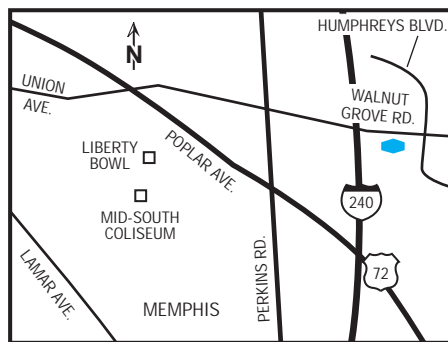 HUMPHREYS BLVD.
N
UNION
AVE.
WALNUT
GROVE RD.
LIBERTY
BOWL
POPLAR AVE.
MID-SOUTH
COLISEUM
240
LAMAR AVE.
PERKINS RD.
72
MEMPHIS